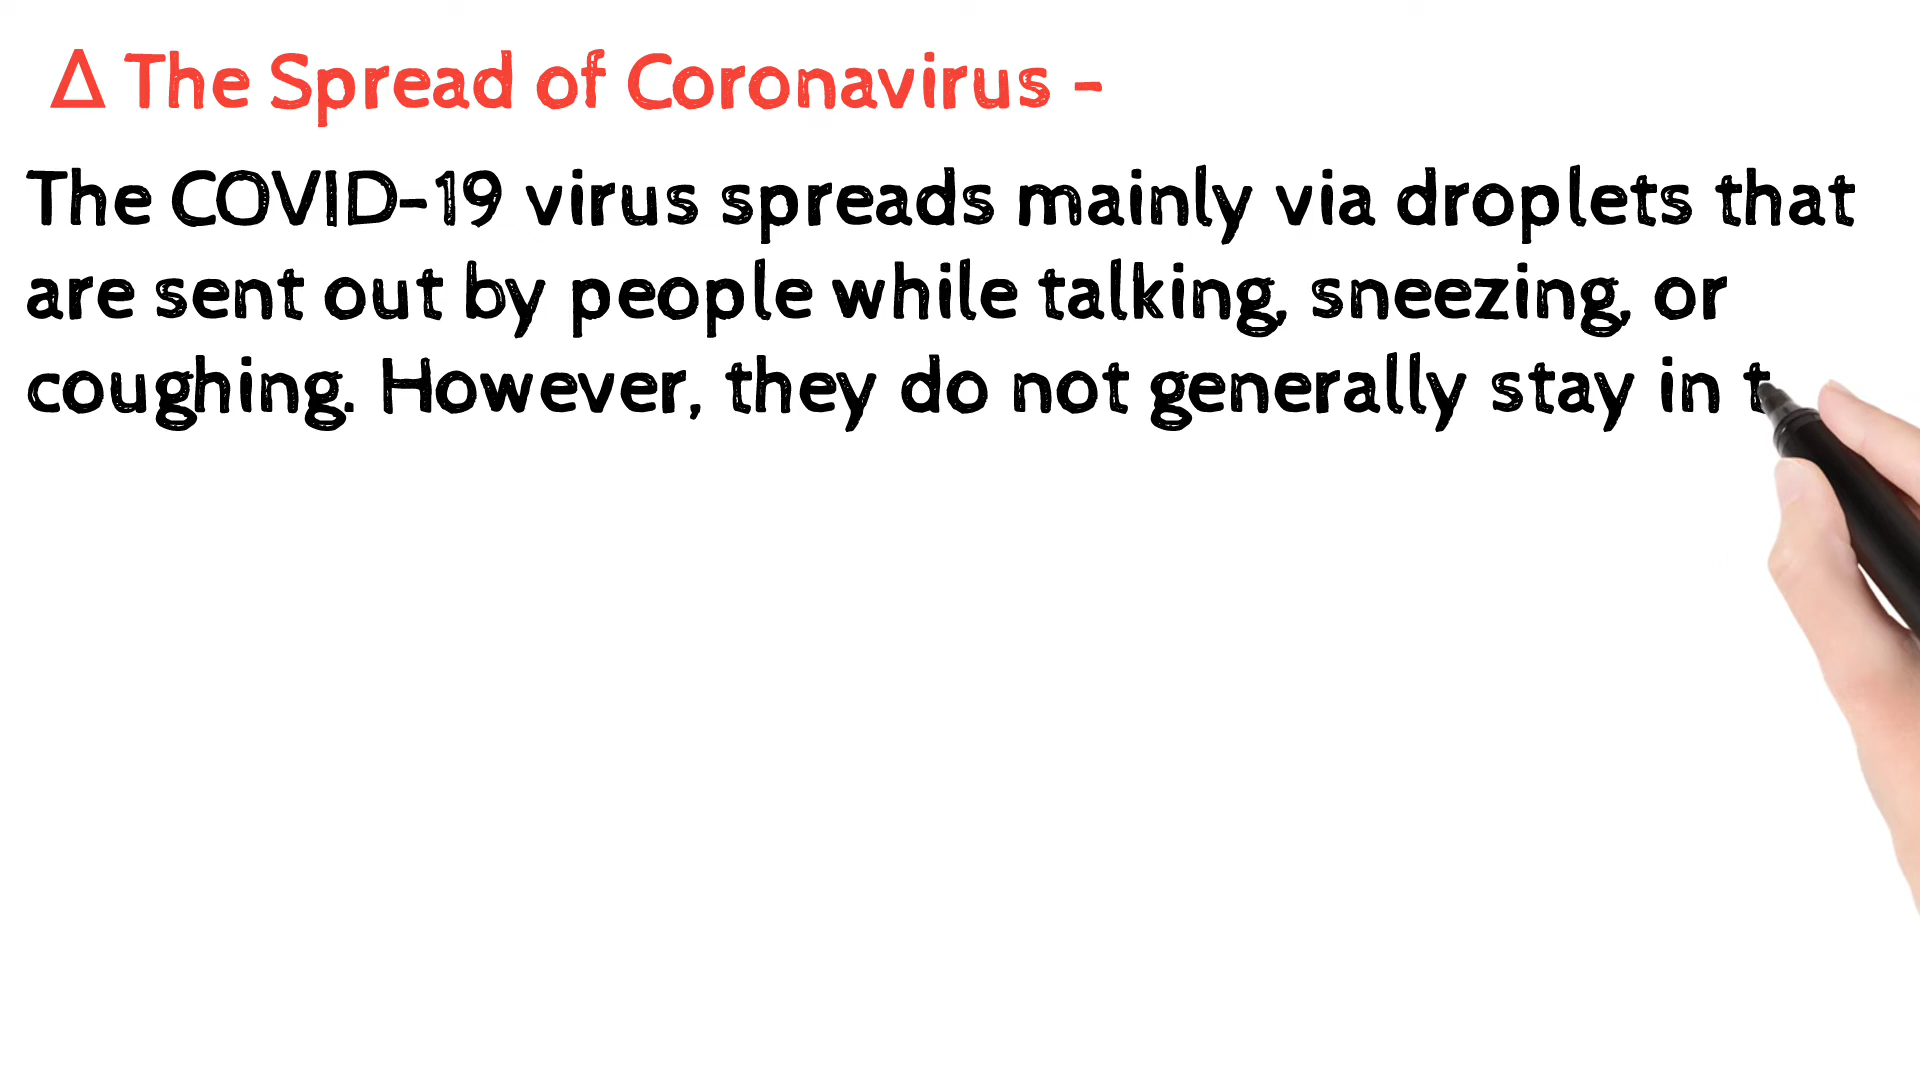 Δ The Spread of Coronavirus -
The COVID-19 virus spreads mainly via droplets that
are sent out by people while talking, sneezing, or
coughing. However, they do not generally stay in t